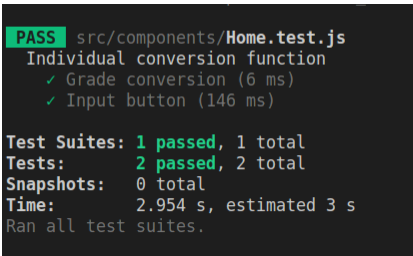 PASS src/components/Home.test.js
Individual conversion function
✓ Grade conversion (6 ms)
✓ Input button (146 ms)
Test Suites: 1 passed, 1 total
Tests: 2 passed, 2 total
Snapshots: 0 total
Time: 2.954 s, estimated 3 s
Ran all test suites.